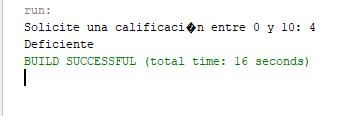 run:
Solicite una calificaci�n entre 0 y 10: 4
Deficiente
BUILD SUCCESSFUL (total time: 16 seconds)